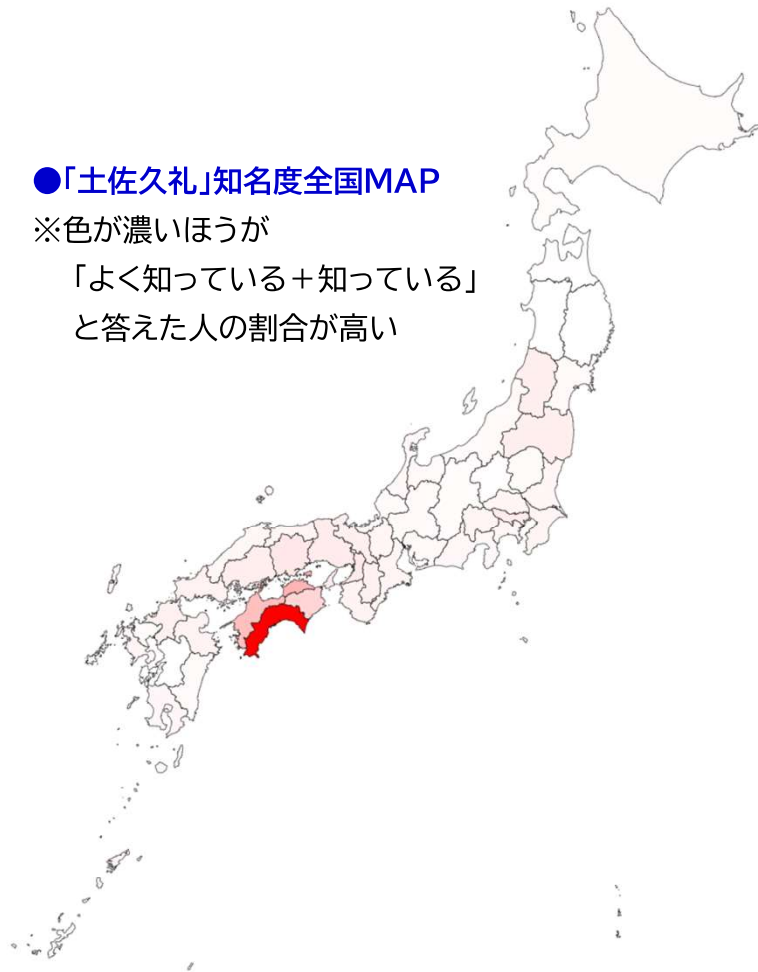 ●「土佐久礼」知名度全国MAP
※色が濃いほうが
「よく知っている＋知っている」
と答えた人の割合が高い